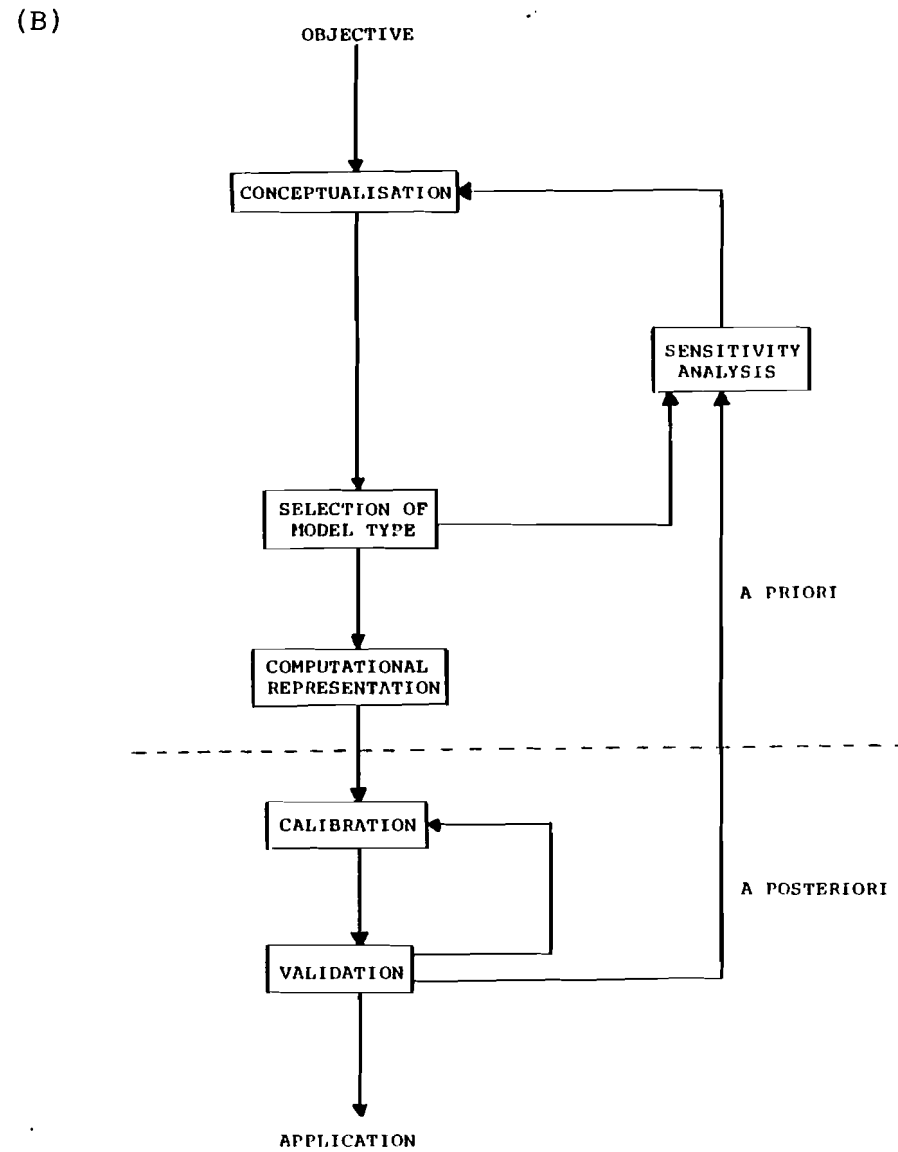 (B)
OBJECTIVE
CONCEPTUALISATION
SENSITIVITY
ANALYSIS
SELECTION OF
MODEL TYPE
A PRIORI
COMPUTATIONAL
REPRESENTATION
CALIBRATION
A POSTERIORI
VALIDATION
APPLICATION